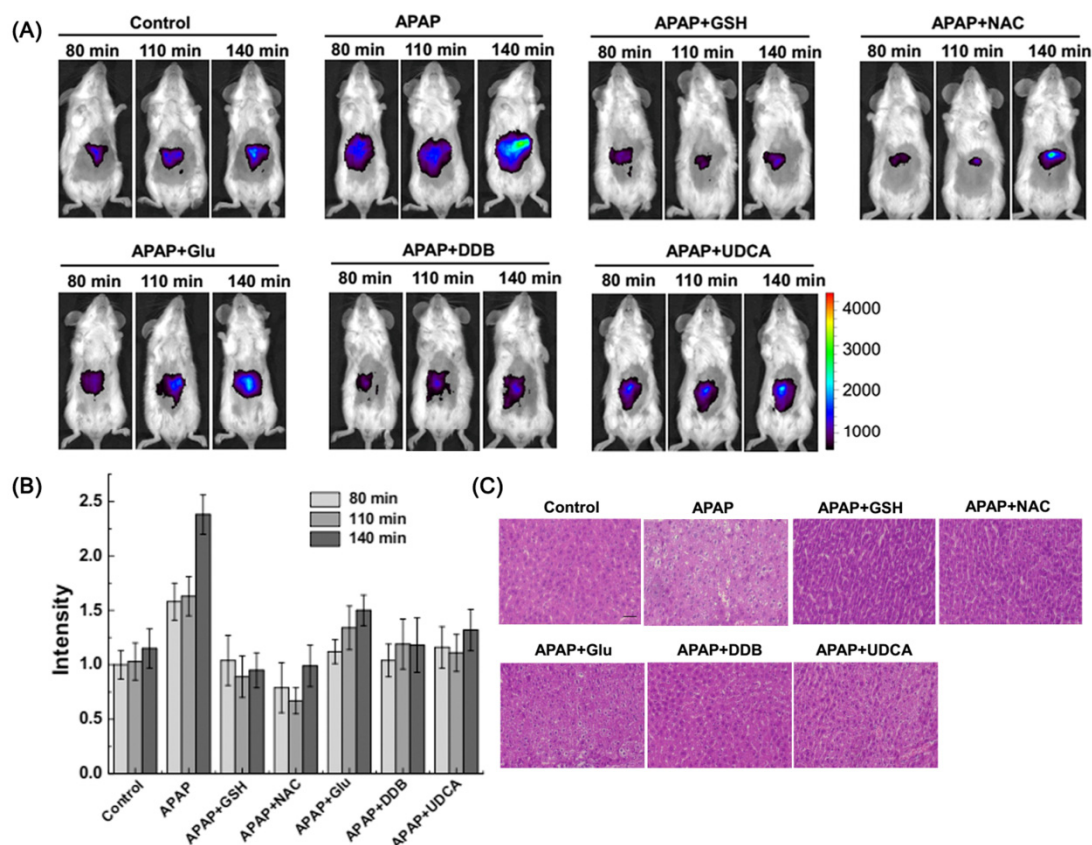 (A)
Control APAP APAP+GSH APAP+NAC
80 min 110 min 140 min 80 min 110 min 140 min 80 min 110 min 140 min 80 min 110 min 140 min
APAP+Glu APAP+DDB APAP+UDCA
80 min 110 min 140 min 80 min 110 min 140 min 80 min 110 min 140 min
4000
3000
2000
1000
(B)
Intensity
2.5
2.0
1.5
1.0
0.5
0.0
80 min
110 min
140 min
Control APAP APAP+GSH APAP+NAC APAP+Glu APAP+DDB APAP+UDCA
(C)
Control APAP APAP+GSH APAP+NAC
APAP+Glu APAP+DDB APAP+UDCA